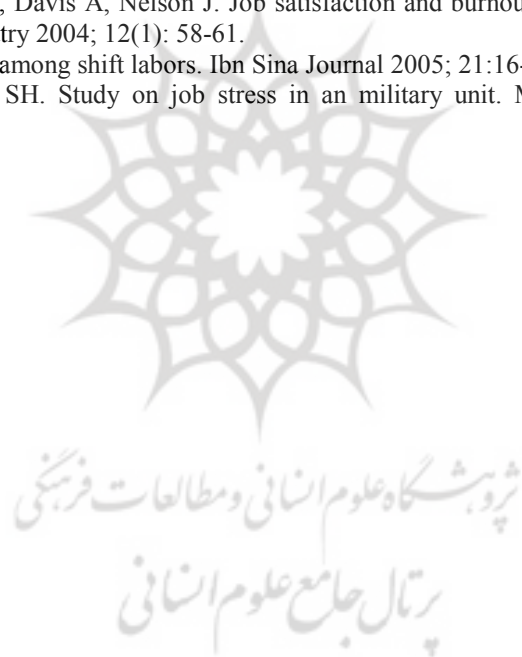 , Davis A, Nelson J. Job satisfaction and burnou
try 2004; 12(1): 58-61.
among shift labors. Ibn Sina Journal 2005; 21:16-
SH. Study on job stress in an military unit. M
پژوهشگاه علوم انسانی و مطالعات فرهنگی
پرتال جامع علوم انسانی